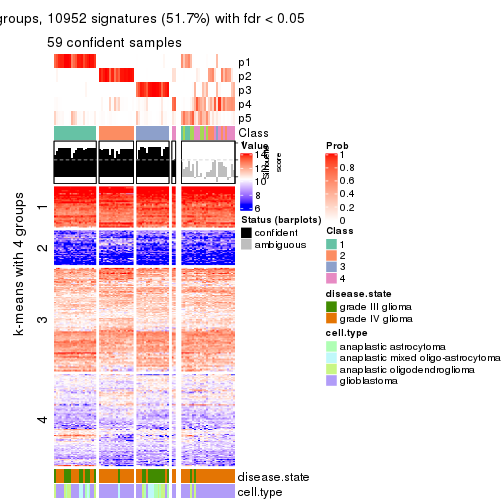 groups, 10952 signatures (51.7%) with fdr < 0.05
59 confident samples
p1
p2
p3
p4
p5
Class
Silhouette
score
k-means with 4 groups
1
2
3
4
disease.state
cell.type
Value
14
12
10
8
6
Status (barplots)
confident
ambiguous
Prob
1
0.8
0.6
0.4
0.2
0
Class
1
2
3
4
disease.state
grade III glioma
grade IV glioma
cell.type
anaplastic astrocytoma
anaplastic mixed oligo-astrocytoma
anaplastic oligodendroglioma
glioblastoma